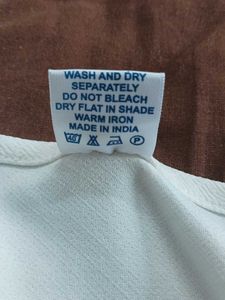 WASH AND DRY
SEPARATELY
DO NOT BLEACH
DRY FLAT IN SHADE
WARM IRON
MADE IN INDIA
P